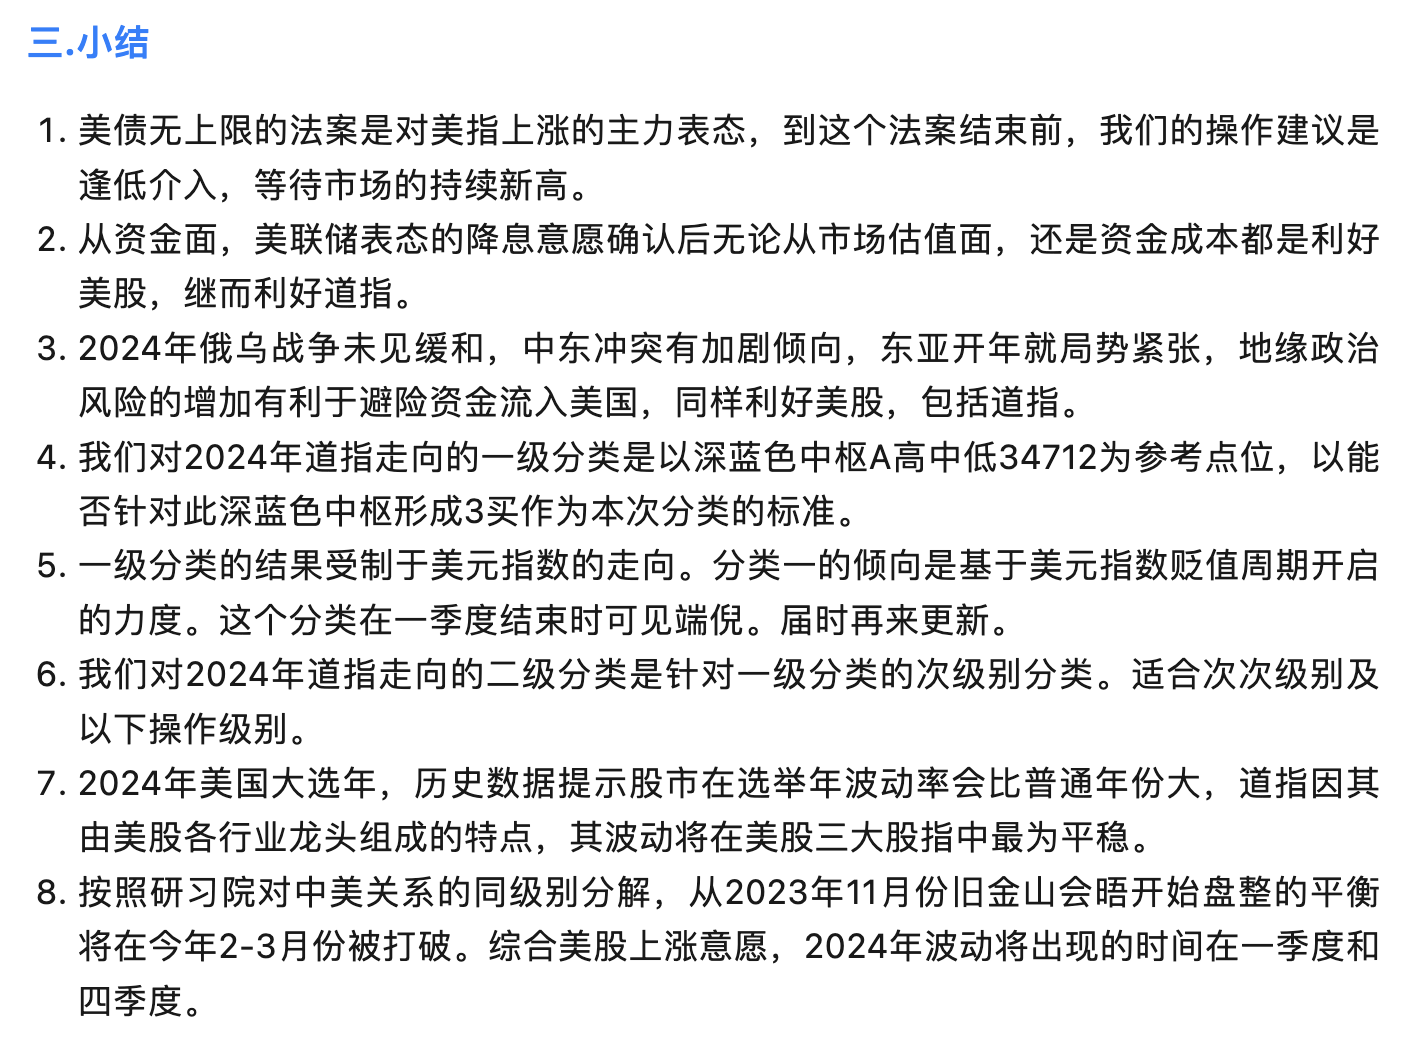 三.小结
1. 美债无上限的法案是对美指上涨的主力表态，到这个法案结束前，我们的操作建议是
逢低介入，等待市场的持续新高。
2. 从资金面，美联储表态的降息意愿确认后无论从市场估值面，还是资金成本都是利好
美股，继而利好道指。
3. 2024年俄乌战争未见缓和，中东冲突有加剧倾向，东亚开年就局势紧张，地缘政治
风险的增加有利于避险资金流入美国，同样利好美股，包括道指。
4. 我们对2024年道指走向的一级分类是以深蓝色中枢A高中低34712为参考点位，以能
否针对此深蓝色中枢形成3买作为本次分类的标准。
5. 一级分类的结果受制于美元指数的走向。分类一的倾向是基于美元指数贬值周期开启
的力度。这个分类在一季度结束时可见端倪。届时再来更新。
6. 我们对2024年道指走向的二级分类是针对一级分类的次级别分类。适合次次级别及
以下操作级别。
7. 2024年美国大选年，历史数据提示股市在选举年波动率会比普通年份大，道指因其
由美股各行业龙头组成的特点，其波动将在美股三大股指中最为平稳。
8. 按照研习院对中美关系的同级别分解，从2023年11月份旧金山会晤开始盘整的平衡
将在今年2-3月份被打破。综合美股上涨意愿，2024年波动将出现的时间在一季度和
四季度。